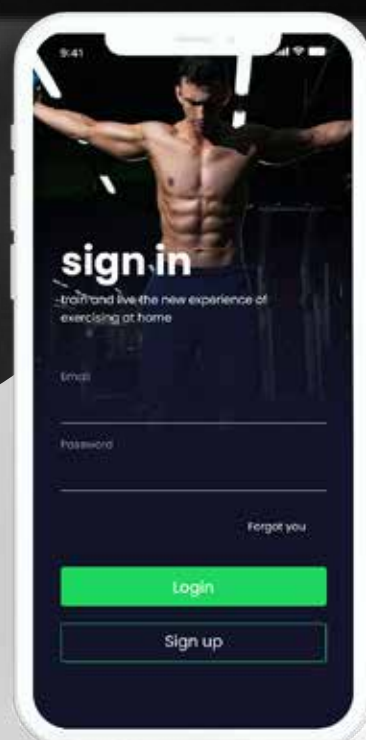 9:41
sign in
train and live the new experience of
exercising at home
Email
Password
Forgot you
Login
Sign up